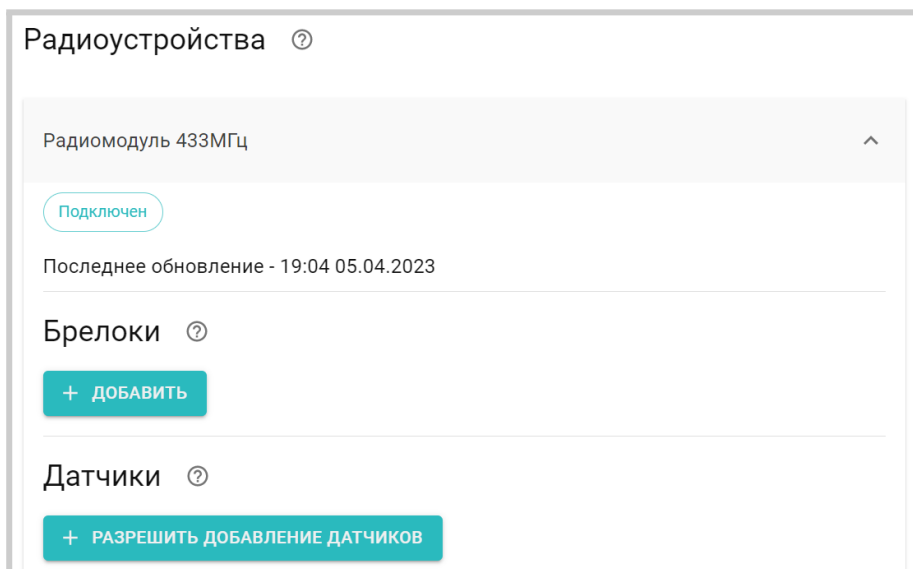 Радиоустройства
Радиомодуль 433МГц
Подключен
Последнее обновление - 19:04 05.04.2023
Брелоки
+ ДОБАВИТЬ
Датчики
+ РАЗРЕШИТЬ ДОБАВЛЕНИЕ ДАТЧИКОВ